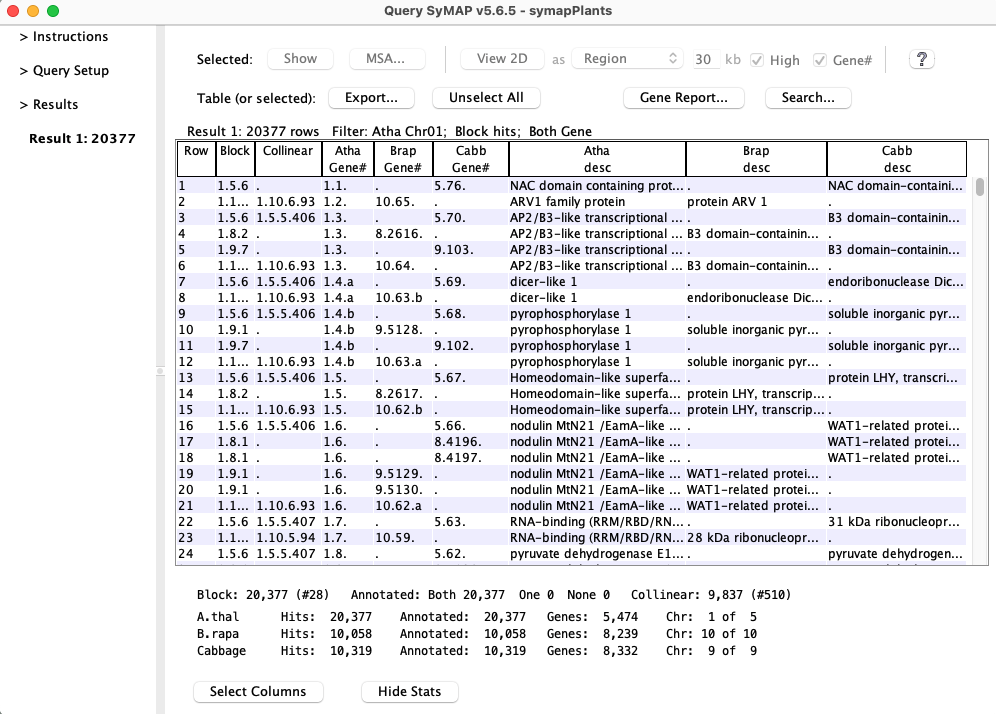 Query SyMAP v5.6.5 - symapPlants
> Instructions
> Query Setup
> Results
Result 1: 20377
Selected: Show MSA... View 2D as Region 30 kb High Gene# ?
Table (or selected): Export... Unselect All Gene Report... Search...
Result 1: 20377 rows Filter: Atha Chr01; Block hits; Both Gene
Row Block Collinear Atha Gene# Brap Gene# Cabb Gene# Atha desc Brap desc Cabb desc
1 1.5.6 . 1.1. . 5.76. NAC domain containing prot... . NAC domain-containi...
2 1.1... 1.10.6.93 1.2. 10.65. . ARV1 family protein protein ARV 1 .
3 1.5.6 1.5.5.406 1.3. . 5.70. AP2/B3-like transcriptional ... . B3 domain-containin...
4 1.8.2 . 1.3. 8.2616. . AP2/B3-like transcriptional ... B3 domain-containin... .
5 1.9.7 . 1.3. . 9.103. AP2/B3-like transcriptional ... . B3 domain-containin...
6 1.1... 1.10.6.93 1.3. 10.64. . AP2/B3-like transcriptional ... B3 domain-containin... .
7 1.5.6 1.5.5.406 1.4.a . 5.69. dicer-like 1 . endoribonuclease Dic...
8 1.1... 1.10.6.93 1.4.a 10.63.b . dicer-like 1 endoribonuclease Dic... .
9 1.5.6 1.5.5.406 1.4.b . 5.68. pyrophosphorylase 1 . soluble inorganic pyr...
10 1.9.1 . 1.4.b 9.5128. . pyrophosphorylase 1 soluble inorganic pyr... .
11 1.9.7 . 1.4.b . 9.102. pyrophosphorylase 1 . soluble inorganic pyr...
12 1.1... 1.10.6.93 1.4.b 10.63.a . pyrophosphorylase 1 soluble inorganic pyr... .
13 1.5.6 1.5.5.406 1.5. . 5.67. Homeodomain-like superfa... . protein LHY, transcri...
14 1.8.2 . 1.5. 8.2617. . Homeodomain-like superfa... protein LHY, transcrip... .
15 1.1... 1.10.6.93 1.5. 10.62.b . Homeodomain-like superfa... protein LHY, transcrip... .
16 1.5.6 1.5.5.406 1.6. . 5.66. nodulin MtN21 /EamA-like ... . WAT1-related protei...
17 1.8.1 . 1.6. . 8.4196. nodulin MtN21 /EamA-like ... . WAT1-related protei...
18 1.8.1 . 1.6. . 8.4197. nodulin MtN21 /EamA-like ... . WAT1-related protei...
19 1.9.1 . 1.6. 9.5129. . nodulin MtN21 /EamA-like ... WAT1-related protei... .
20 1.9.1 . 1.6. 9.5130. . nodulin MtN21 /EamA-like ... WAT1-related protei... .
21 1.1... 1.10.6.93 1.6. 10.62.a . nodulin MtN21 /EamA-like ... WAT1-related protei... .
22 1.5.6 1.5.5.407 1.7. . 5.63. RNA-binding (RRM/RBD/RN... . 31 kDa ribonucleopr...
23 1.1... 1.10.5.94 1.7. 10.59. . RNA-binding (RRM/RBD/RN... 28 kDa ribonucleopr... .
24 1.5.6 1.5.5.407 1.8. . 5.62. pyruvate dehydrogenase E1... . pyruvate dehydrogen...
Block: 20,377 (#28) Annotated: Both 20,377 One 0 None 0 Collinear: 9,837 (#510)
A.thal Hits: 20,377 Annotated: 20,377 Genes: 5,474 Chr: 1 of 5
B.rapa Hits: 10,058 Annotated: 10,058 Genes: 8,239 Chr: 10 of 10
Cabbage Hits: 10,319 Annotated: 10,319 Genes: 8,332 Chr: 9 of 9
Select Columns Hide Stats